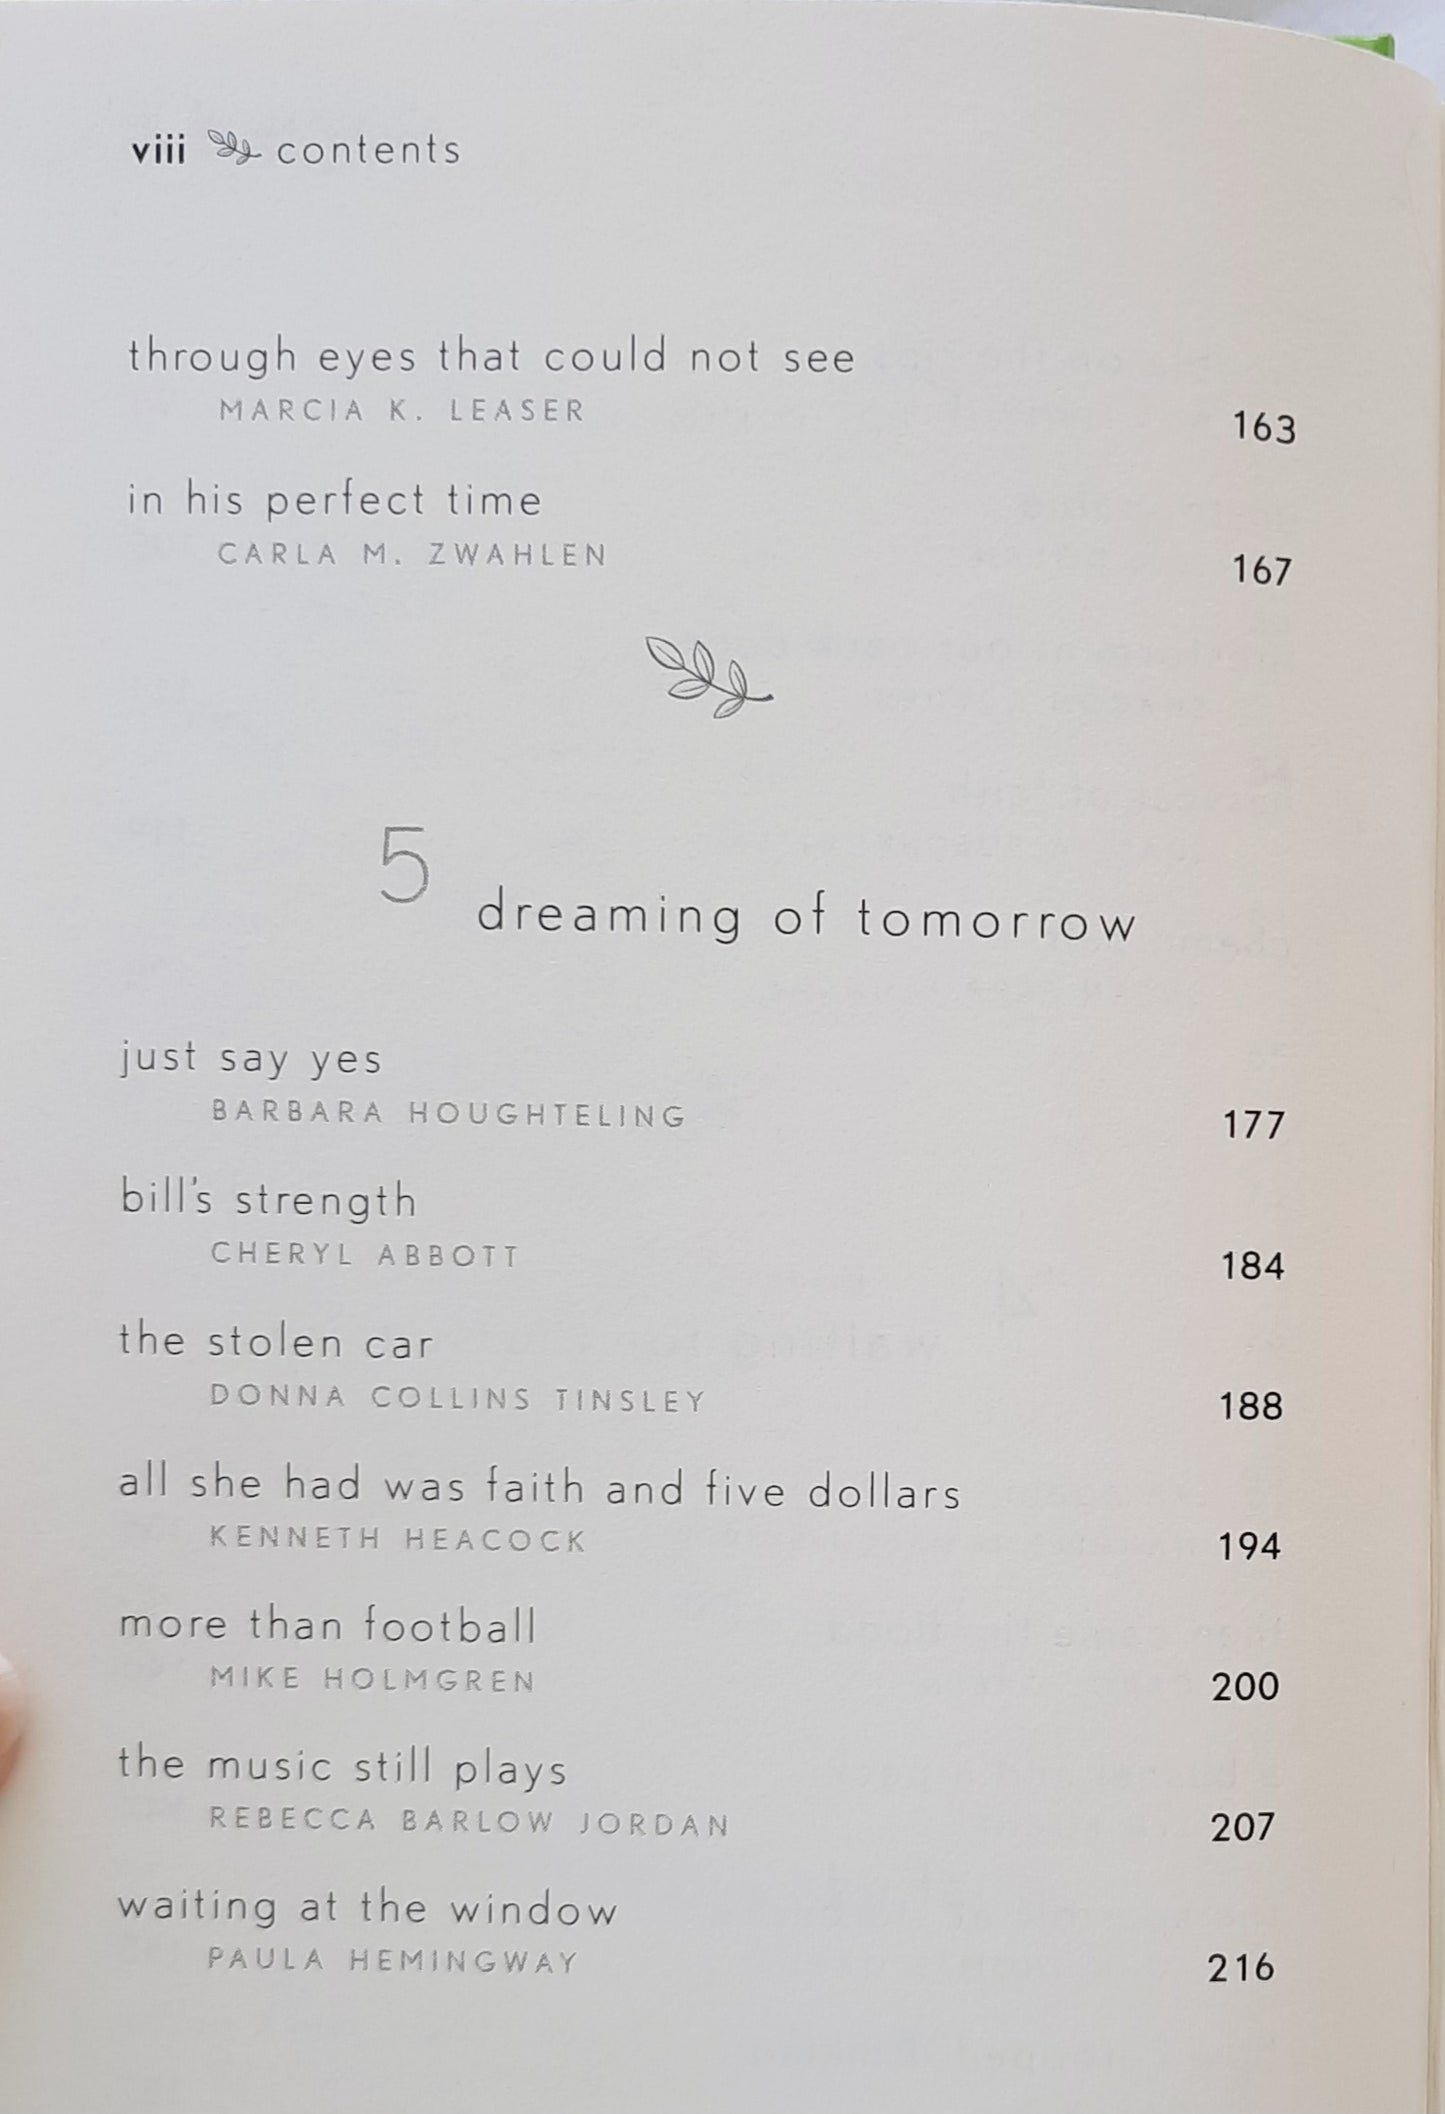 viii contents
through eyes that could not see
MARCIA K. LEASER
163
in his perfect time
CARLA M. ZWAHLEN
167
5
dreaming of tomorrow
just say yes
BARBARA HOUGHTELING
177
bill's strength
CHERYL ABBOTT
184
the stolen car
DONNA COLLINS TINSLEY
188
all she had was faith and five dollars
KENNETH HEACOCK
194
more than football
MIKE HOLMGREN
200
the music still plays
REBECCA BARLOW JORDAN
207
waiting at the window
PAULA HEMINGWAY
216